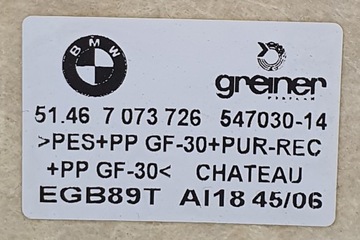 BMW
greiner
51.46 7 073 726 547030-14
>PES+PP GF-30+PUR-REC
+PP GF-30< CHATEAU
EGB89T AI18 45/06